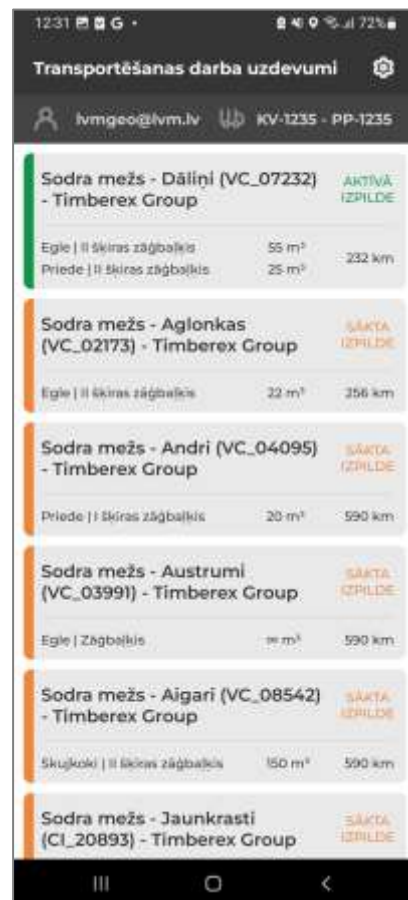 12:31
72%
Transportēšanas darba uzdevumi
lvmgeo@lvm.lv KV-1235 - PP-1235
Sodra mežs - Dāliņi (VC_07232)
- Timberex Group
AKTĪVĀ
IZPILDE
Egle | II šķiras zāģbaļķis 55 m³
Priede | II šķiras zāģbaļķis 25 m³
232 km
Sodra mežs - Aglonkas
(VC_02173) - Timberex Group
SĀKTA
IZPILDE
Egle | II šķiras zāģbaļķis 22 m³ 256 km
Sodra mežs - Andri (VC_04095)
- Timberex Group
SĀKTA
IZPILDE
Priede | I šķiras zāģbaļķis 20 m³ 590 km
Sodra mežs - Austrumi
(VC_03991) - Timberex Group
SĀKTA
IZPILDE
Egle | Zāģbaļķis ∞ m³ 590 km
Sodra mežs - Aigari (VC_08542)
- Timberex Group
SĀKTA
IZPILDE
Skujkoki | II šķiras zāģbaļķis 150 m³ 590 km
Sodra mežs - Jaunkrasti
(CI_20893) - Timberex Group
SĀKTA
IZPILDE